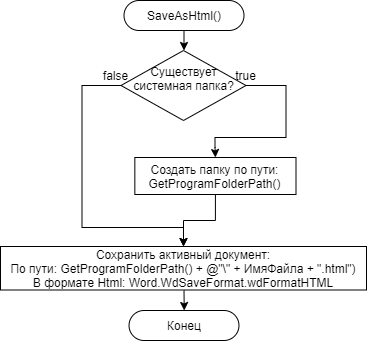 SaveAsHtml()
false
Существует
системная папка?
true
Создать папку по пути:
GetProgramFolderPath()
Сохранить активный документ:
По пути: GetProgramFolderPath() + @"\" + ИмяФайла + ".html")
В формате Html: Word.WdSaveFormat.wdFormatHTML
Конец